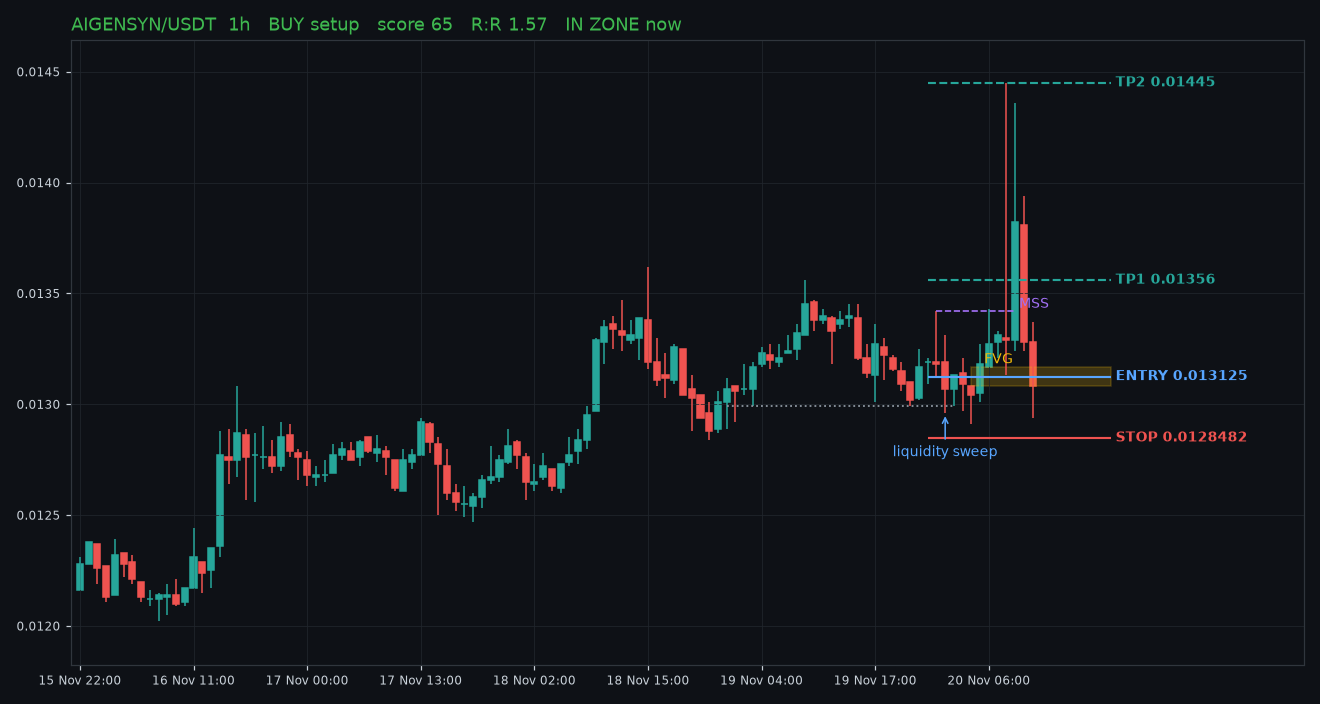 AIGENSYN/USDT 1h BUY setup score 65 R:R 1.57 IN ZONE now
0.0145
TP2 0.01445
0.0140
0.0135
TP1 0.01356
MSS
FVG
ENTRY 0.013125
0.0130
STOP 0.0128482
liquidity sweep
0.0125
0.0120
15 Nov 22:00 16 Nov 11:00 17 Nov 00:00 17 Nov 13:00 18 Nov 02:00 18 Nov 15:00 19 Nov 04:00 19 Nov 17:00 20 Nov 06:00